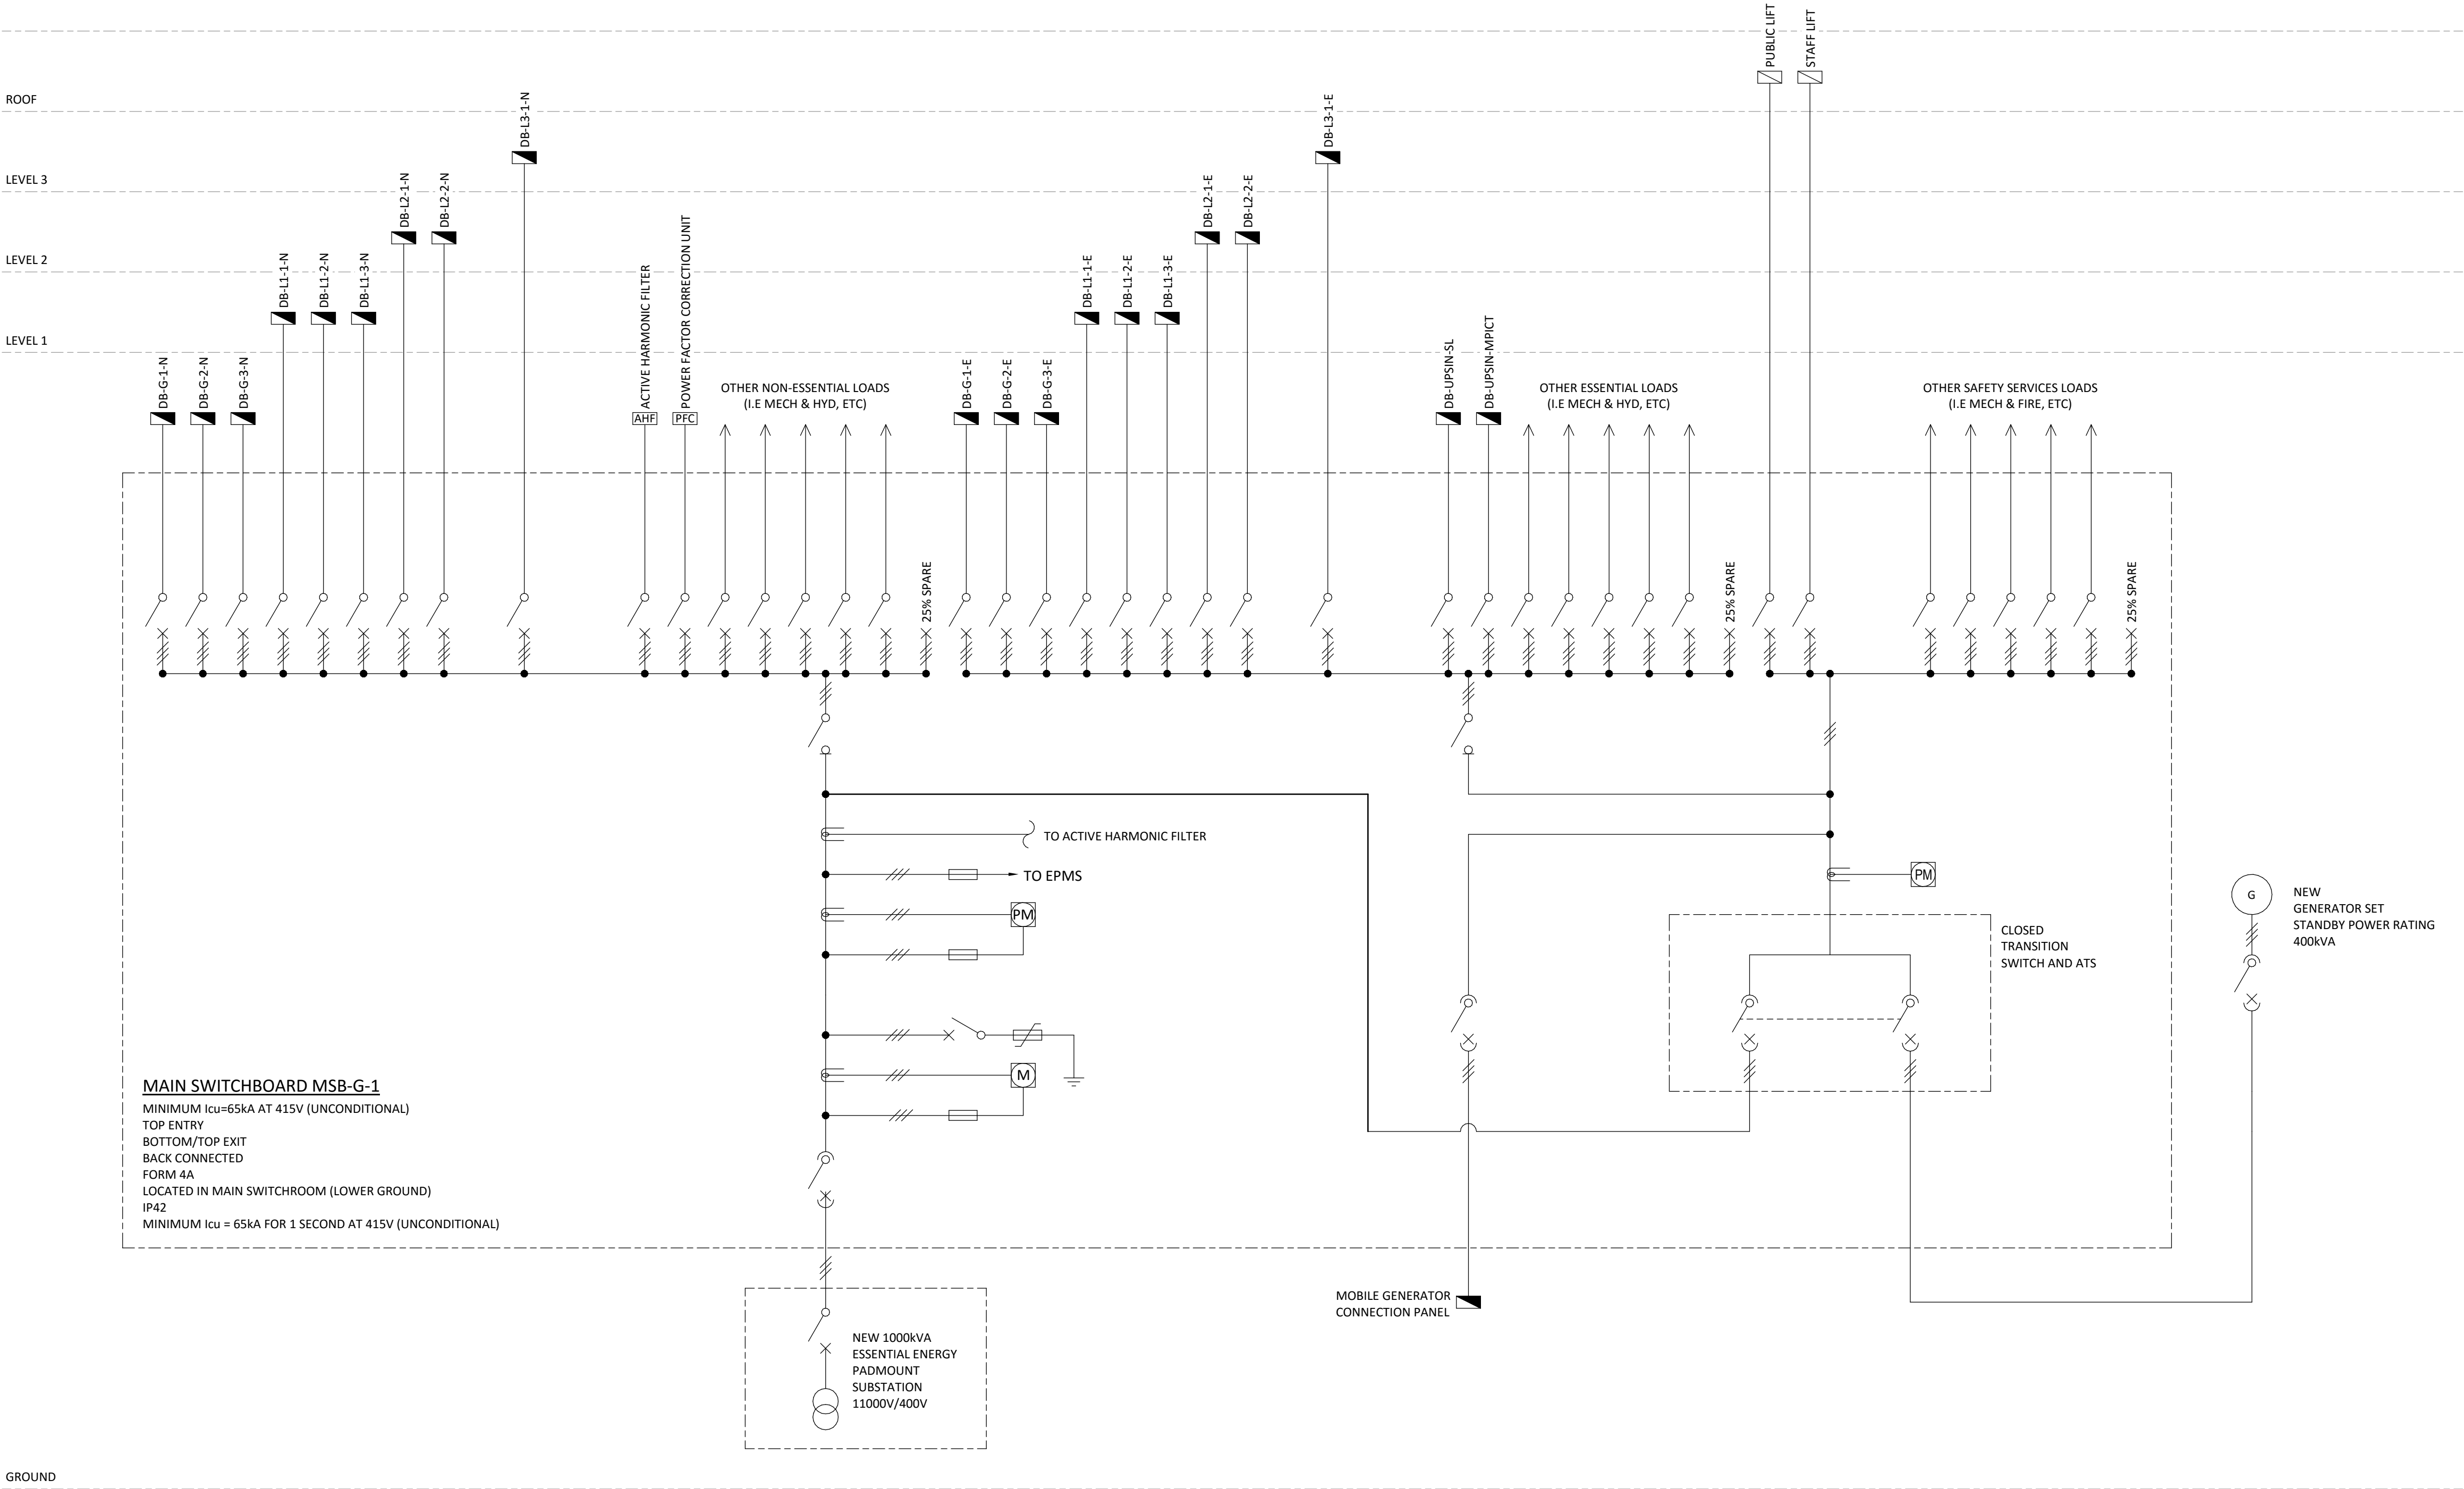 PUBLIC LIFT
STAFF LIFT
ROOF
DB-L3-1-N
DB-L3-1-E
LEVEL 3
DB-L2-1-N
DB-L2-2-N
DB-L2-1-E
DB-L2-2-E
LEVEL 2
DB-L1-1-N
DB-L1-2-N
DB-L1-3-N
ACTIVE HARMONIC FILTER
POWER FACTOR CORRECTION UNIT
DB-L1-1-E
DB-L1-2-E
DB-L1-3-E
LEVEL 1
DB-G-1-N
DB-G-2-N
DB-G-3-N
AHF
PFC
OTHER NON-ESSENTIAL LOADS
(I.E MECH & HYD, ETC)
DB-G-1-E
DB-G-2-E
DB-G-3-E
DB-UPSIN-SL
DB-UPSIN-MPICT
OTHER ESSENTIAL LOADS
(I.E MECH & HYD, ETC)
OTHER SAFETY SERVICES LOADS
(I.E MECH & FIRE, ETC)
25% SPARE
25% SPARE
25% SPARE
TO ACTIVE HARMONIC FILTER
TO EPMS
PM
PM
M
CLOSED
TRANSITION
SWITCH AND ATS
G
NEW
GENERATOR SET
STANDBY POWER RATING
400kVA
MAIN SWITCHBOARD MSB-G-1
MINIMUM Icu=65kA AT 415V (UNCONDITIONAL)
TOP ENTRY
BOTTOM/TOP EXIT
BACK CONNECTED
FORM 4A
LOCATED IN MAIN SWITCHROOM (LOWER GROUND)
IP42
MINIMUM Icu = 65kA FOR 1 SECOND AT 415V (UNCONDITIONAL)
MOBILE GENERATOR
CONNECTION PANEL
NEW 1000kVA
ESSENTIAL ENERGY
PADMOUNT
SUBSTATION
11000V/400V
GROUND